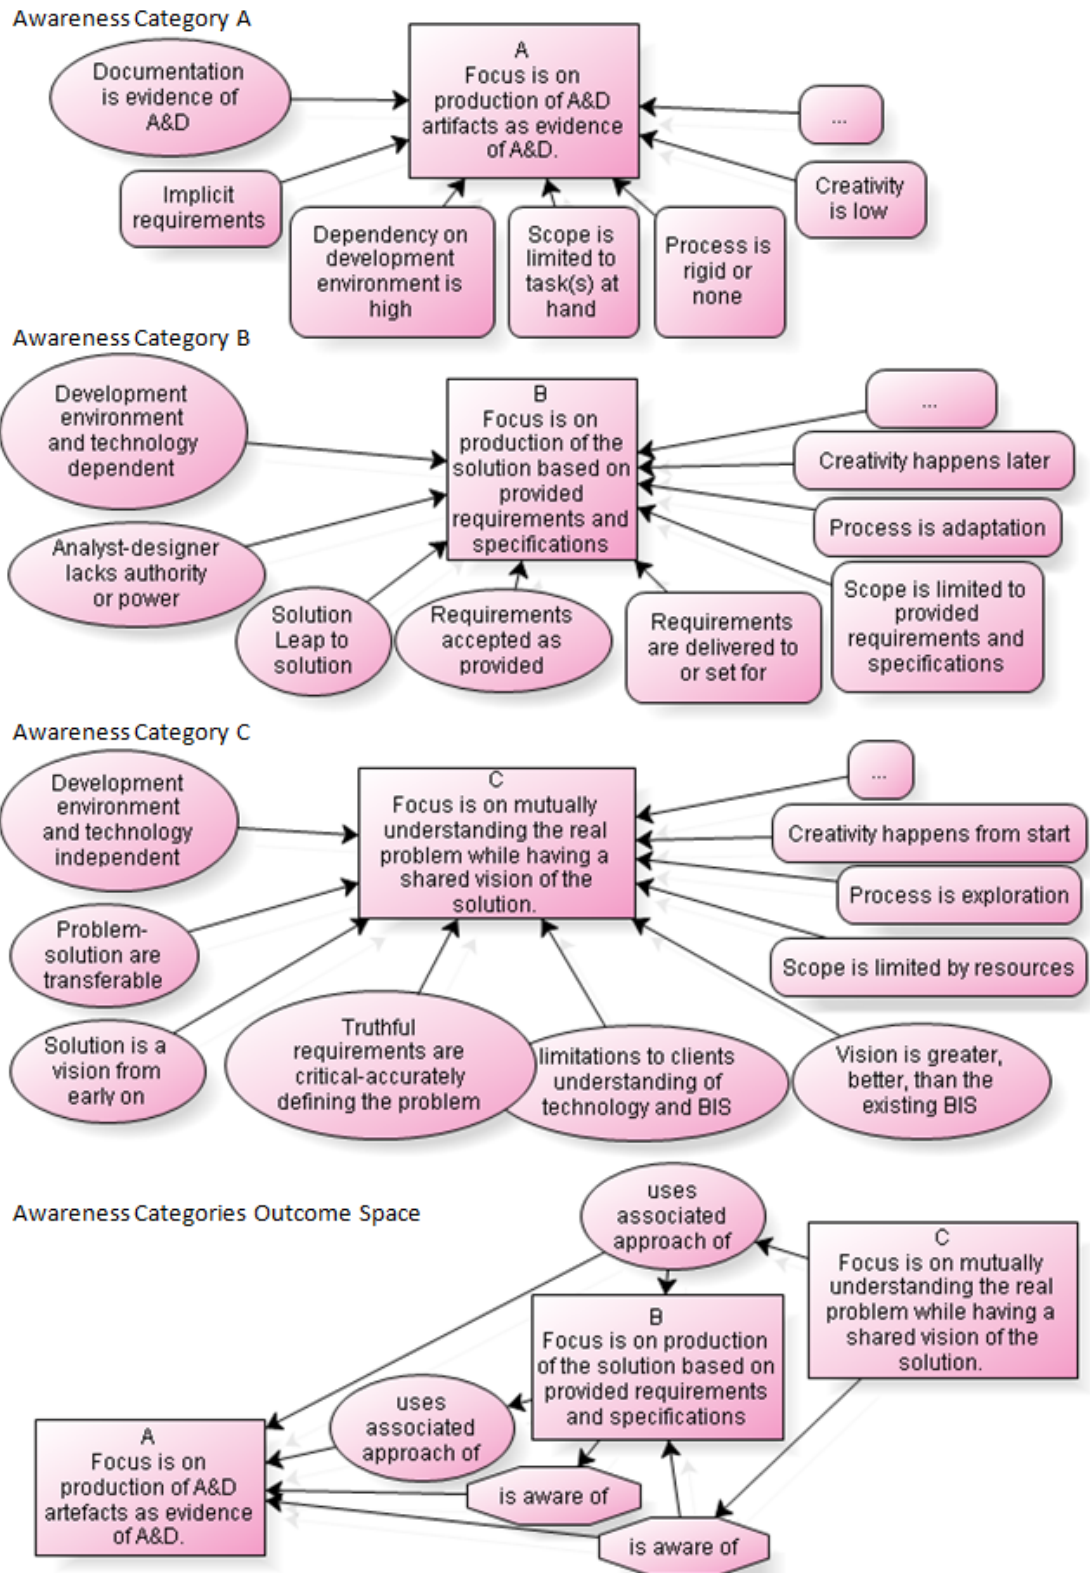 Awareness Category A
Documentation
is evidence of
A&D
A
Focus is on
production of A&D
artifacts as evidence
of A&D.
...
Implicit
requirements
Dependency on
development
environment is
high
Scope is
limited to
task(s) at
hand
Process is
rigid or
none
Creativity
is low
Awareness Category B
Development
environment
and technology
dependent
B
Focus is on
production of the
solution based on
provided
requirements and
specifications
...
Creativity happens later
Process is adaptation
Analyst-designer
lacks authority
or power
Solution
Leap to
solution
Requirements
accepted as
provided
Requirements
are delivered to
or set for
Scope is limited to
provided
requirements and
specifications
Awareness Category C
Development
environment
and technology
independent
C
Focus is on mutually
understanding the real
problem while having a
shared vision of the
solution.
...
Creativity happens from start
Process is exploration
Scope is limited by resources
Problem-
solution are
transferable
Solution is a
vision from
early on
Truthful
requirements are
critical-accurately
defining the problem
limitations to clients
understanding of
technology and BIS
Vision is greater,
better, than the
existing BIS
Awareness Categories Outcome Space
uses
associated
approach of
C
Focus is on mutually
understanding the real
problem while having a
shared vision of the
solution.
B
Focus is on production
of the solution based on
provided requirements
and specifications
uses
associated
approach of
A
Focus is on
production of A&D
artefacts as evidence
of A&D.
is aware of
is aware of